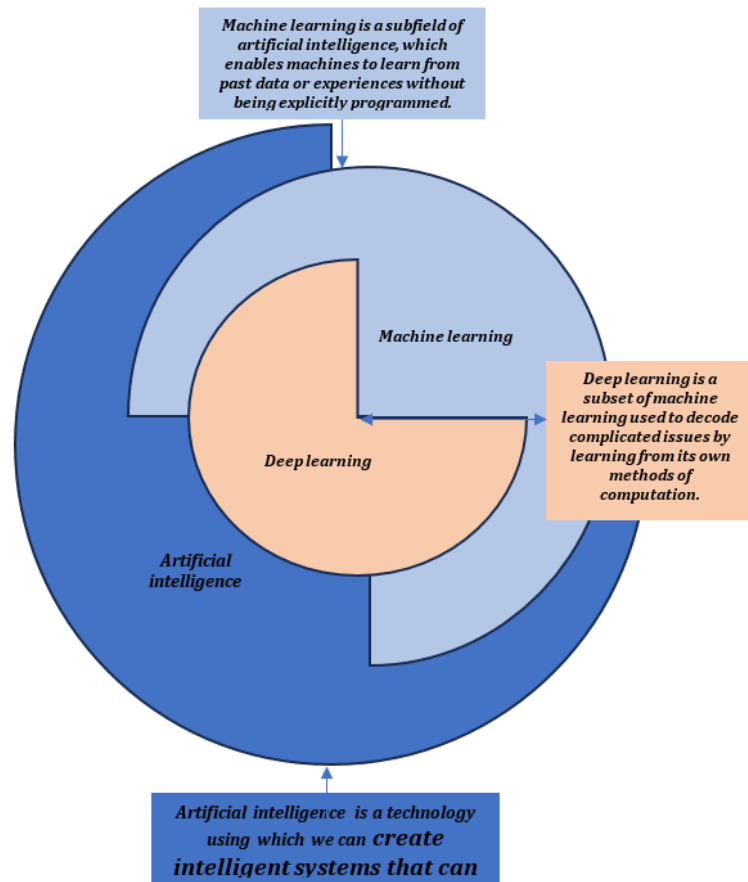 Machine learning is a subfield of
artificial intelligence, which
enables machines to learn from
past data or experiences without
being explicitly programmed.
Machine learning
Deep learning is a
subset of machine
learning used to decode
complicated issues by
learning from its own
methods of
computation.
Deep learning
Artificial
intelligence
Artificial intelligence is a technology
using which we can create
intelligent systems that can